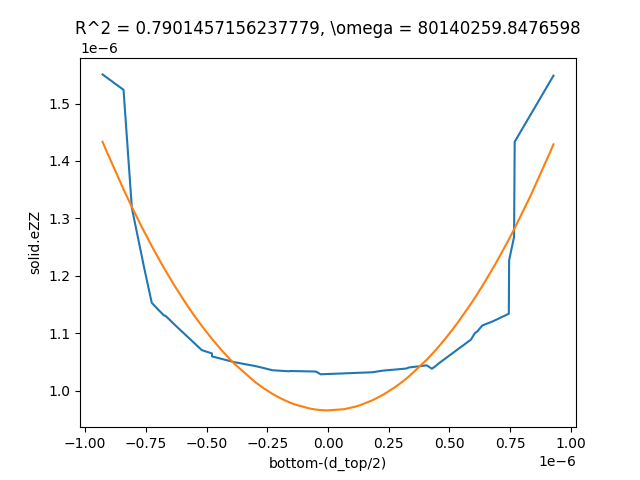 R^2 = 0.7901457156237779, \omega = 80140259.8476598
1e−6
1.5
1.4
1.3
1.2
1.1
1.0
solid.eZZ
−1.00 −0.75 −0.50 −0.25 0.00 0.25 0.50 0.75 1.00
bottom-(d_top/2)
1e−6